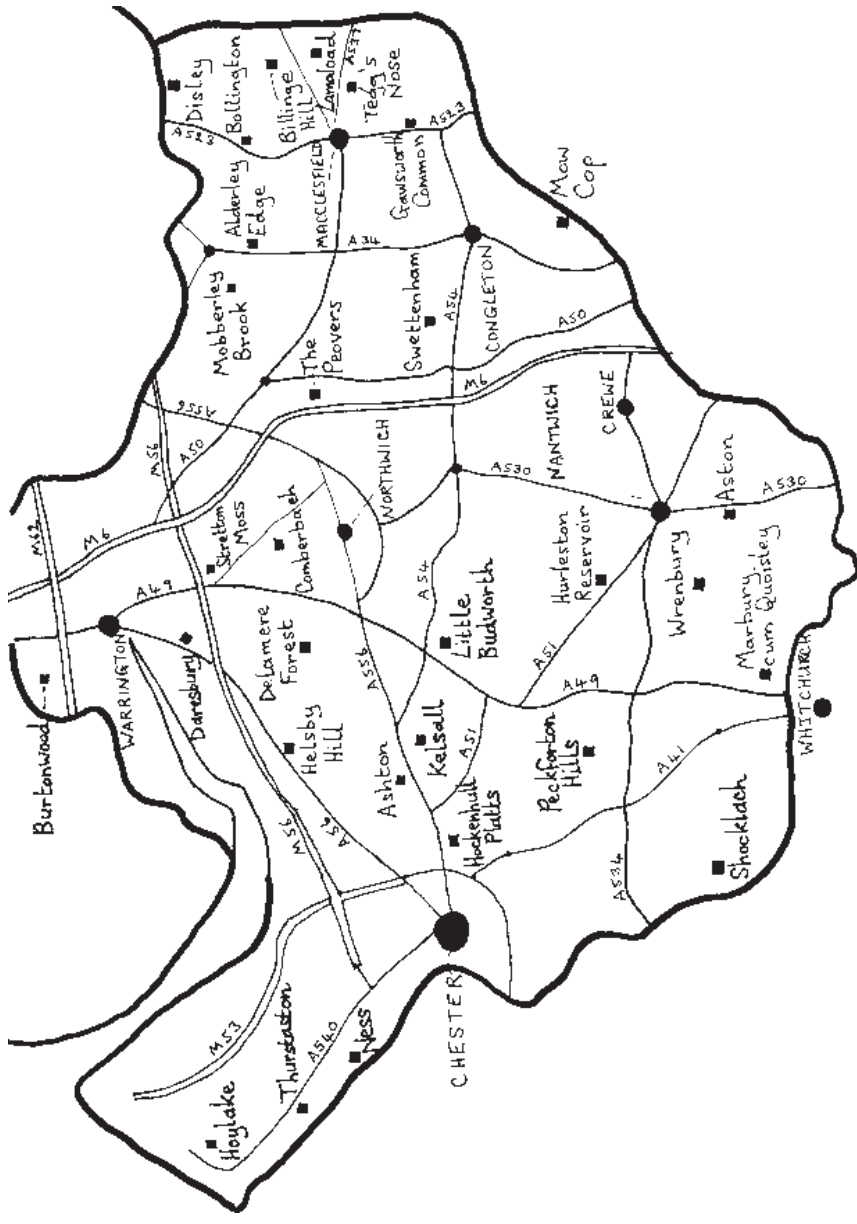 Burtonwood
M62
M6
WARRINGTON
Daresbury
A49
Stretton
Moss
Comberbach
M56
A50
A556
Mobberley
Brook
The
Peovers
Alderley
Edge
A523
Disley
Bollington
Billinge
Hill
Lamaload
A537
Tegg's
Nose
MACCLESFIELD
Gawsworth
Common
A523
A34
Swettenham
A54
CONGLETON
Mow
Cop
A50
M6
NORTHWICH
Delamere
Forest
Helsby
Hill
A556
A54
Little
Budworth
Ashton
Kelsall
A51
Hockenhull
Platts
M56
A56
M53
Hoylake
Thurstaston
A540
Ness
CHESTER
A530
NANTWICH
CREWE
Hurleston
Reservoir
A51
Wrenbury
Aston
A530
Marbury
cum Quoisley
A49
Peckforton
Hills
A41
A534
Shocklach
WHITCHURCH